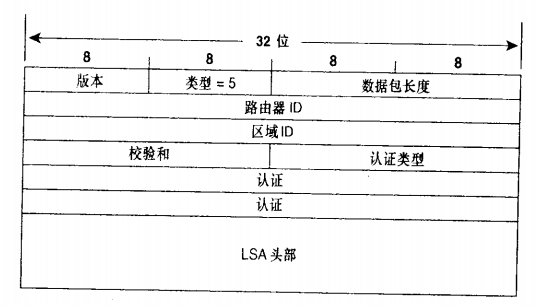 32 位
8 8 8 8
版本 类型 = 5 数据包长度
路由器 ID
区域 ID
校验和 认证类型
认证
认证
LSA 头部